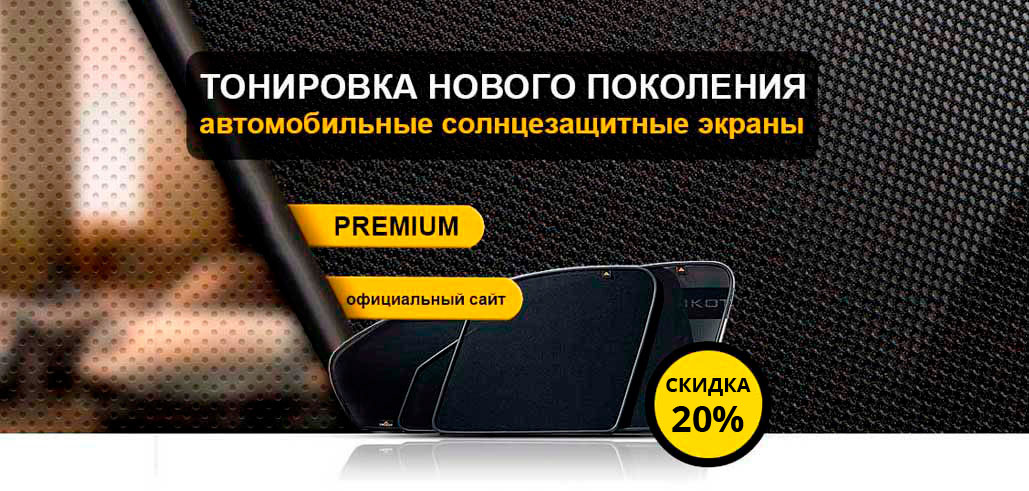 ТОНИРОВКА НОВОГО ПОКОЛЕНИЯ
автомобильные солнцезащитные экраны
PREMIUM
официальный сайт
СКИДКА
20%